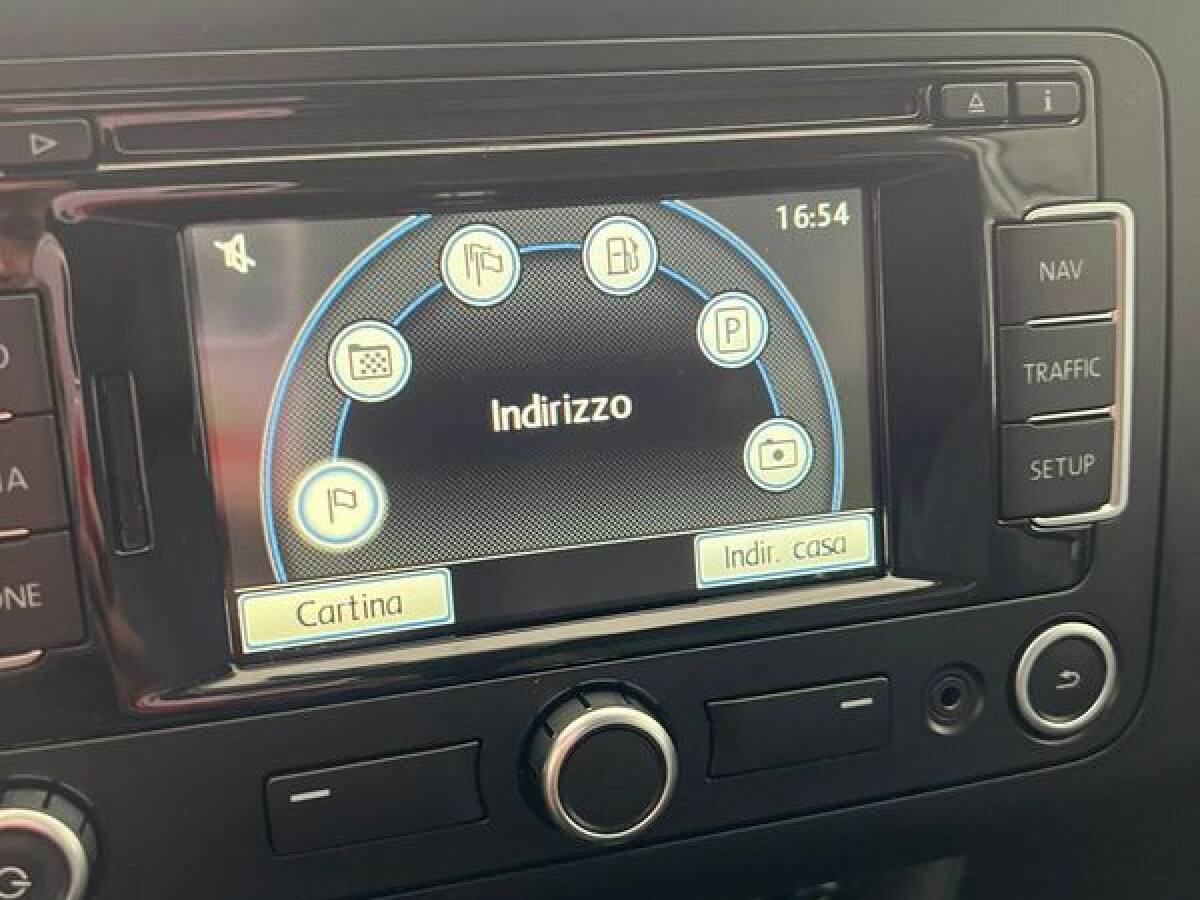 i
16:54
NAV
P
TRAFFIC
Indirizzo
SETUP
Indir. casa
Cartina